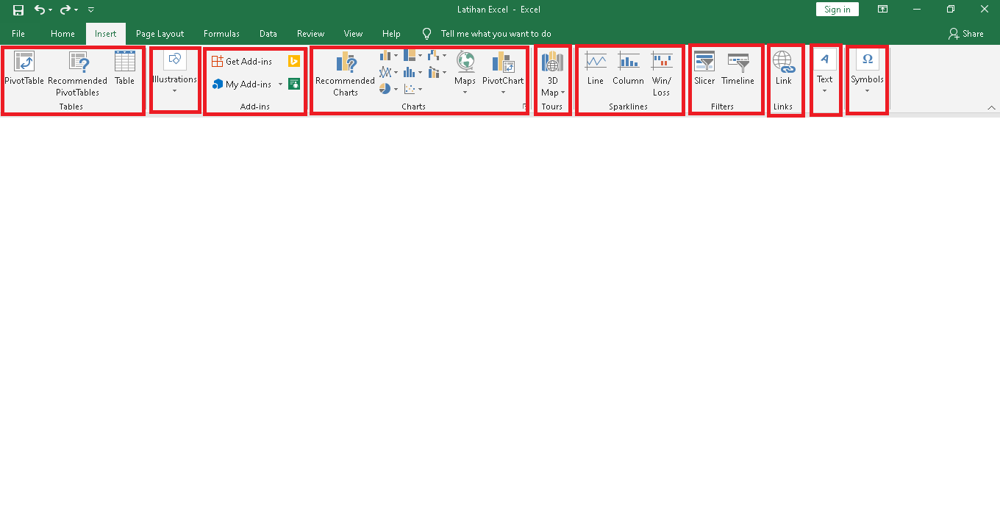 Latihan Excel - Excel
Sign in
File Home Insert Page Layout Formulas Data Review View Help Tell me what you want to do Share
PivotTable
Recommended
PivotTables
Table
Tables
Illustrations
Get Add-ins
My Add-ins
Add-ins
Recommended
Charts
Maps
PivotChart
Charts
3D
Map
Tours
Line
Column
Win/
Loss
Sparklines
Slicer
Timeline
Filters
Link
Links
A
Text
Ω
Symbols